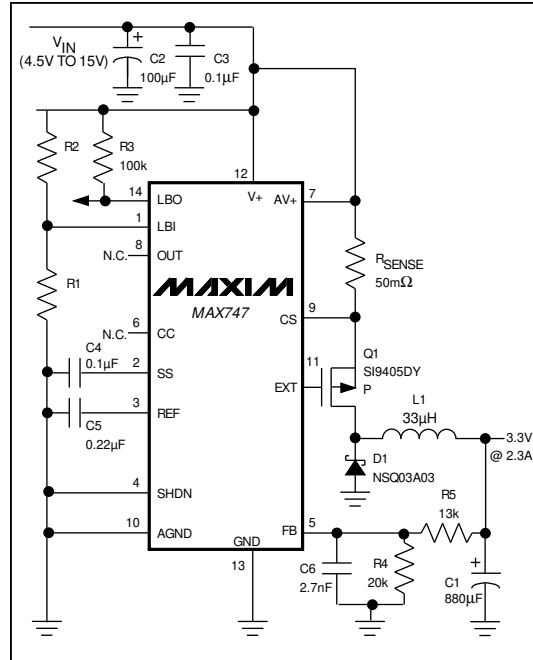 VIN
(4.5V TO 15V)
+
C2
100µF
C3
0.1µF
R2
R3
100k
12
V+
AV+
7
14
LBO
1
LBI
8
N.C.
OUT
MAXIM
MAX747
RSENSE
50mΩ
9
CS
6
N.C.
CC
C4
0.1µF
2
SS
R1
Q1
SI9405DY
P
11
EXT
3
REF
C5
0.22µF
L1
33µH
3.3V
@ 2.3A
D1
NSQ03A03
4
SHDN
R5
13k
10
AGND
GND
13
FB
5
C6
2.7nF
R4
20k
+
C1
880µF